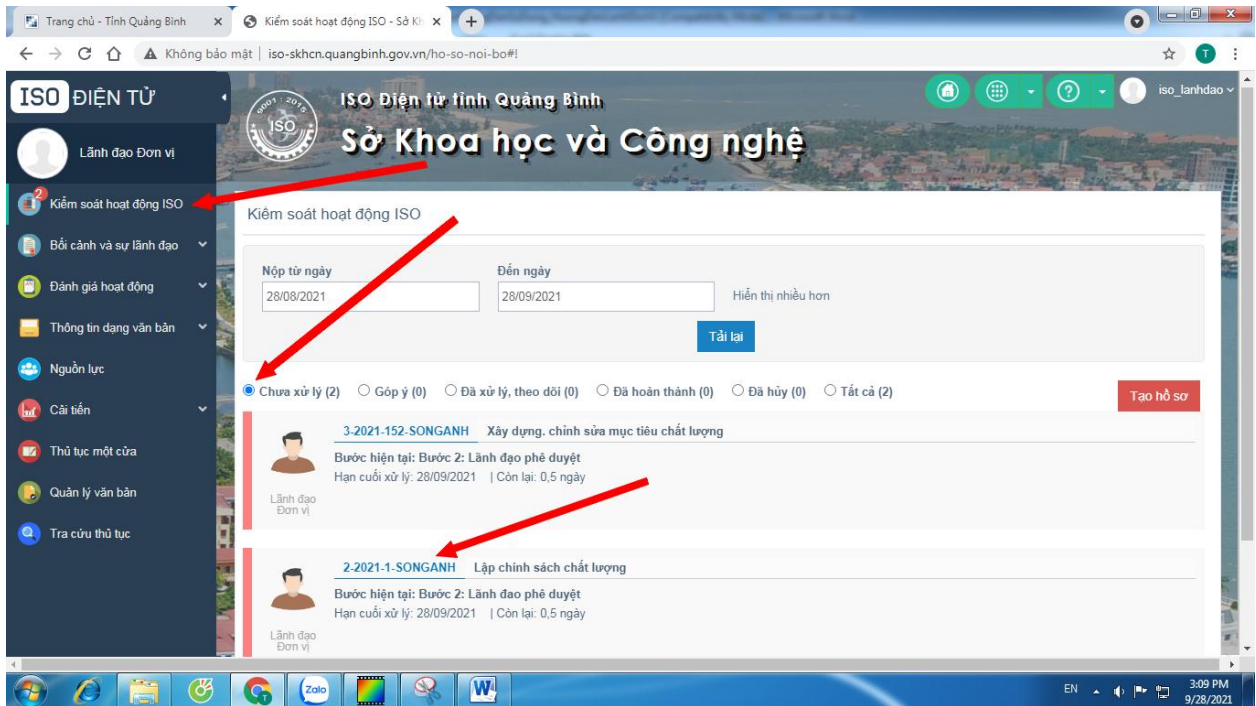 Trang chủ - Tỉnh Quảng Bình
Kiểm soát hoạt động ISO - Sở Kh
Không bảo mật | iso-skhcn.quangbinh.gov.vn/ho-so-noi-bo#!
T
ISO ĐIỆN TỬ
Lãnh đạo Đơn vị
2
Kiểm soát hoạt động ISO
Bối cảnh và sự lãnh đạo
Đánh giá hoạt động
Thông tin dạng văn bản
Nguồn lực
Cải tiến
Thủ tục một cửa
Quản lý văn bản
Tra cứu thủ tục
9001 : 2015
ISO
ISO Điện tử tỉnh Quảng Bình
Sở Khoa học và Công nghệ
iso_lanhdao
Kiểm soát hoạt động ISO
Nộp từ ngày
Đến ngày
28/08/2021
28/09/2021
Hiển thị nhiều hơn
Tải lại
Chưa xử lý (2) Góp ý (0) Đã xử lý, theo dõi (0) Đã hoàn thành (0) Đã hủy (0) Tất cả (2)
Tạo hồ sơ
3-2021-152-SONGANH Xây dựng, chỉnh sửa mục tiêu chất lượng
Bước hiện tại: Bước 2: Lãnh đạo phê duyệt
Hạn cuối xử lý: 28/09/2021 | Còn lại: 0,5 ngày
Lãnh đạo
Đơn vị
2-2021-1-SONGANH Lập chính sách chất lượng
Bước hiện tại: Bước 2: Lãnh đao phê duyệt
Hạn cuối xử lý: 28/09/2021 | Còn lại: 0,5 ngày
Lãnh đạo
Đơn vị
Zalo
EN
3:09 PM
9/28/2021